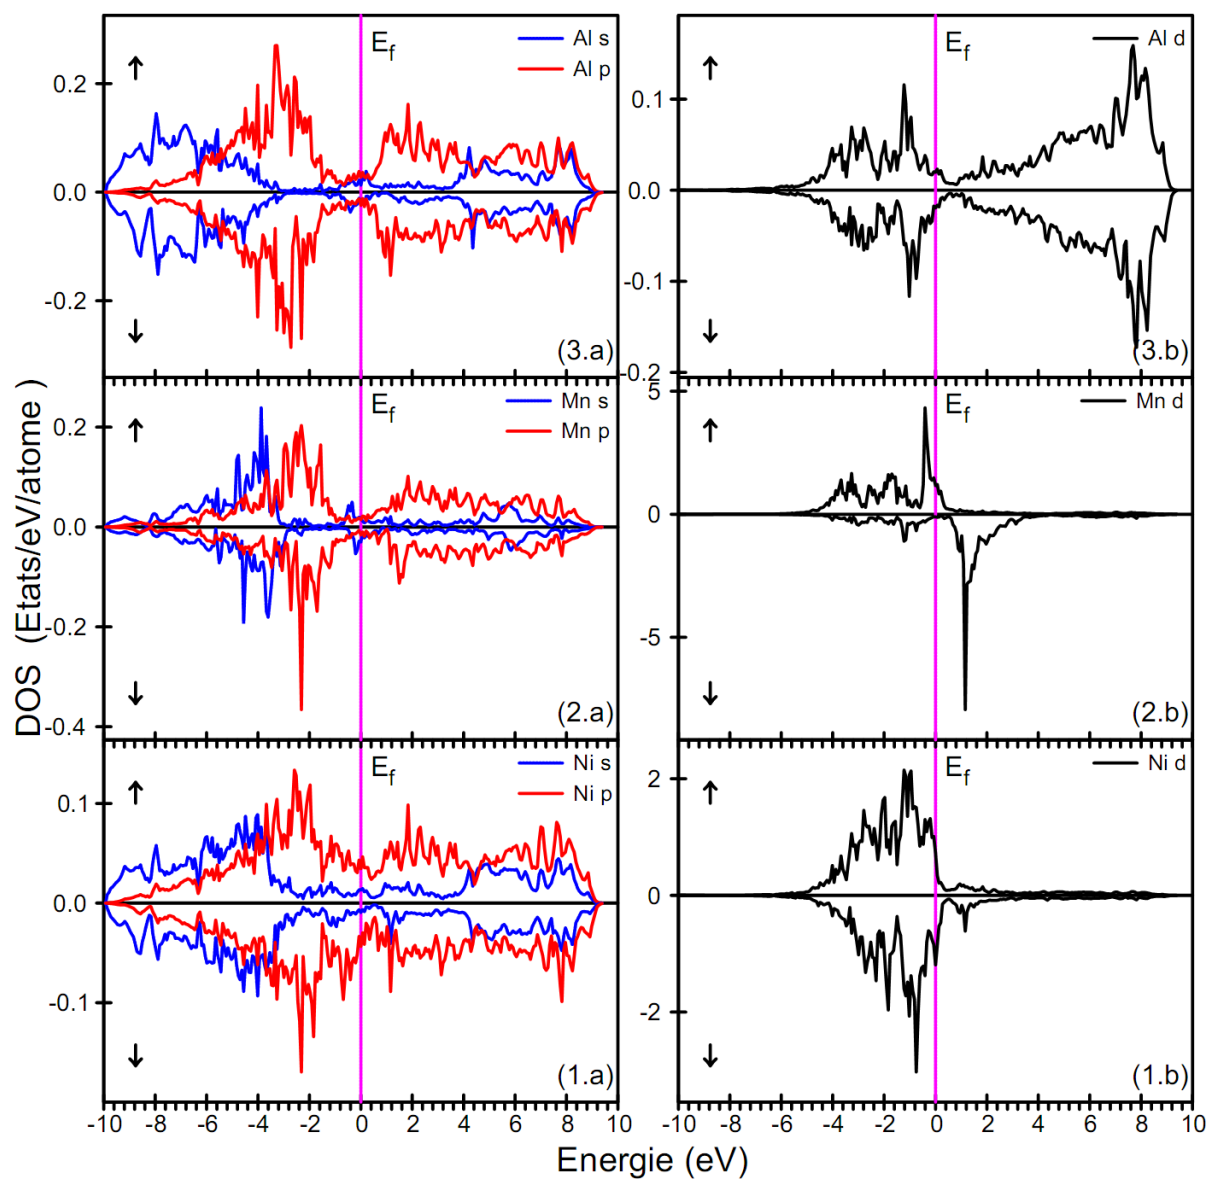 E_f
Al s
Al p
↑
0.2
0.0
-0.2
↓
(3.a)
E_f
Al d
↑
0.1
0.0
-0.1
-0.2
↓
(3.b)
E_f
Mn s
Mn p
↑
0.2
0.0
-0.2
-0.4
↓
(2.a)
E_f
Mn d
↑
5
0
-5
↓
(2.b)
E_f
Ni s
Ni p
↑
0.1
0.0
-0.1
↓
(1.a)
E_f
Ni d
↑
2
0
-2
↓
(1.b)
-10 -8 -6 -4 -2 0 2 4 6 8 10
-10 -8 -6 -4 -2 0 2 4 6 8 10
DOS (Etats/eV/atome )
Energie (eV)